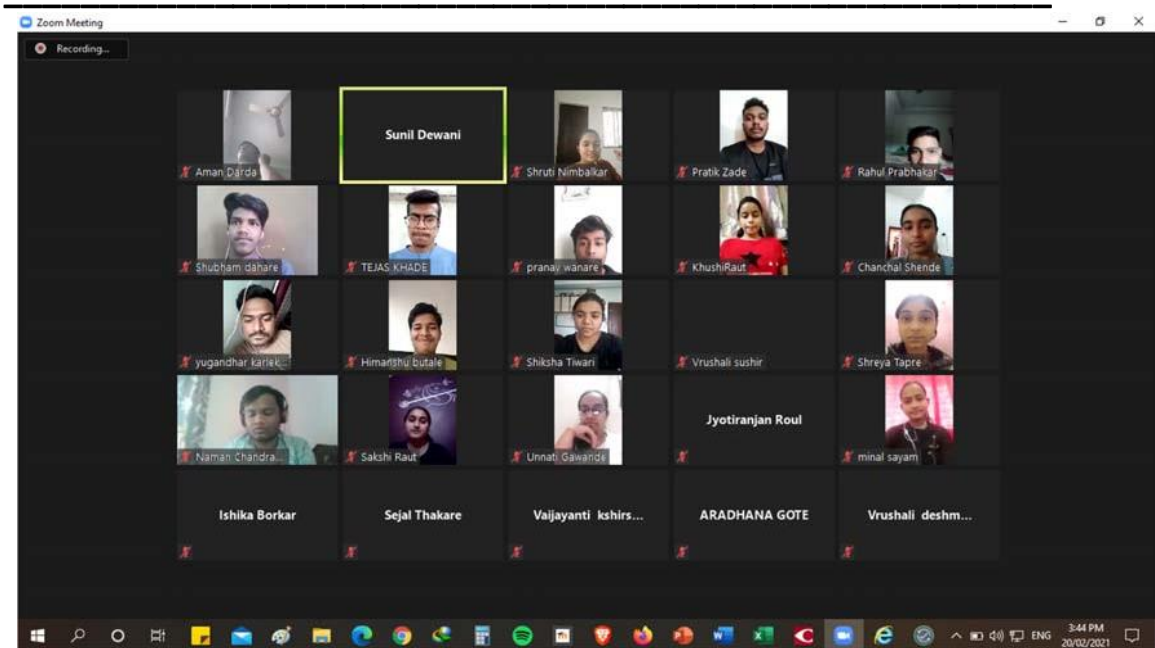 Zoom Meeting
Recording...
Sunil Dewani
Aman Darda
Shruti Nimbalkar
Pratik Zade
Rahul Prabhakar
Shubham dahare
TEJAS KHADE
pranav wanare
KhushiRaut
Chanchal Shende
yugandhar karlek...
Himanshu butale
Shiksha Tiwari
Vrushali sushir
Shreya Tapre
Jyotiranjan Roul
Naman Chandra...
Sakshi Raut
Unnati Gawande
minal sayam
Ishika Borkar
Sejal Thakare
Vaijayanti kshirs...
ARADHANA GOTE
Vrushali deshm...
ENG
3:44 PM
20/02/2021